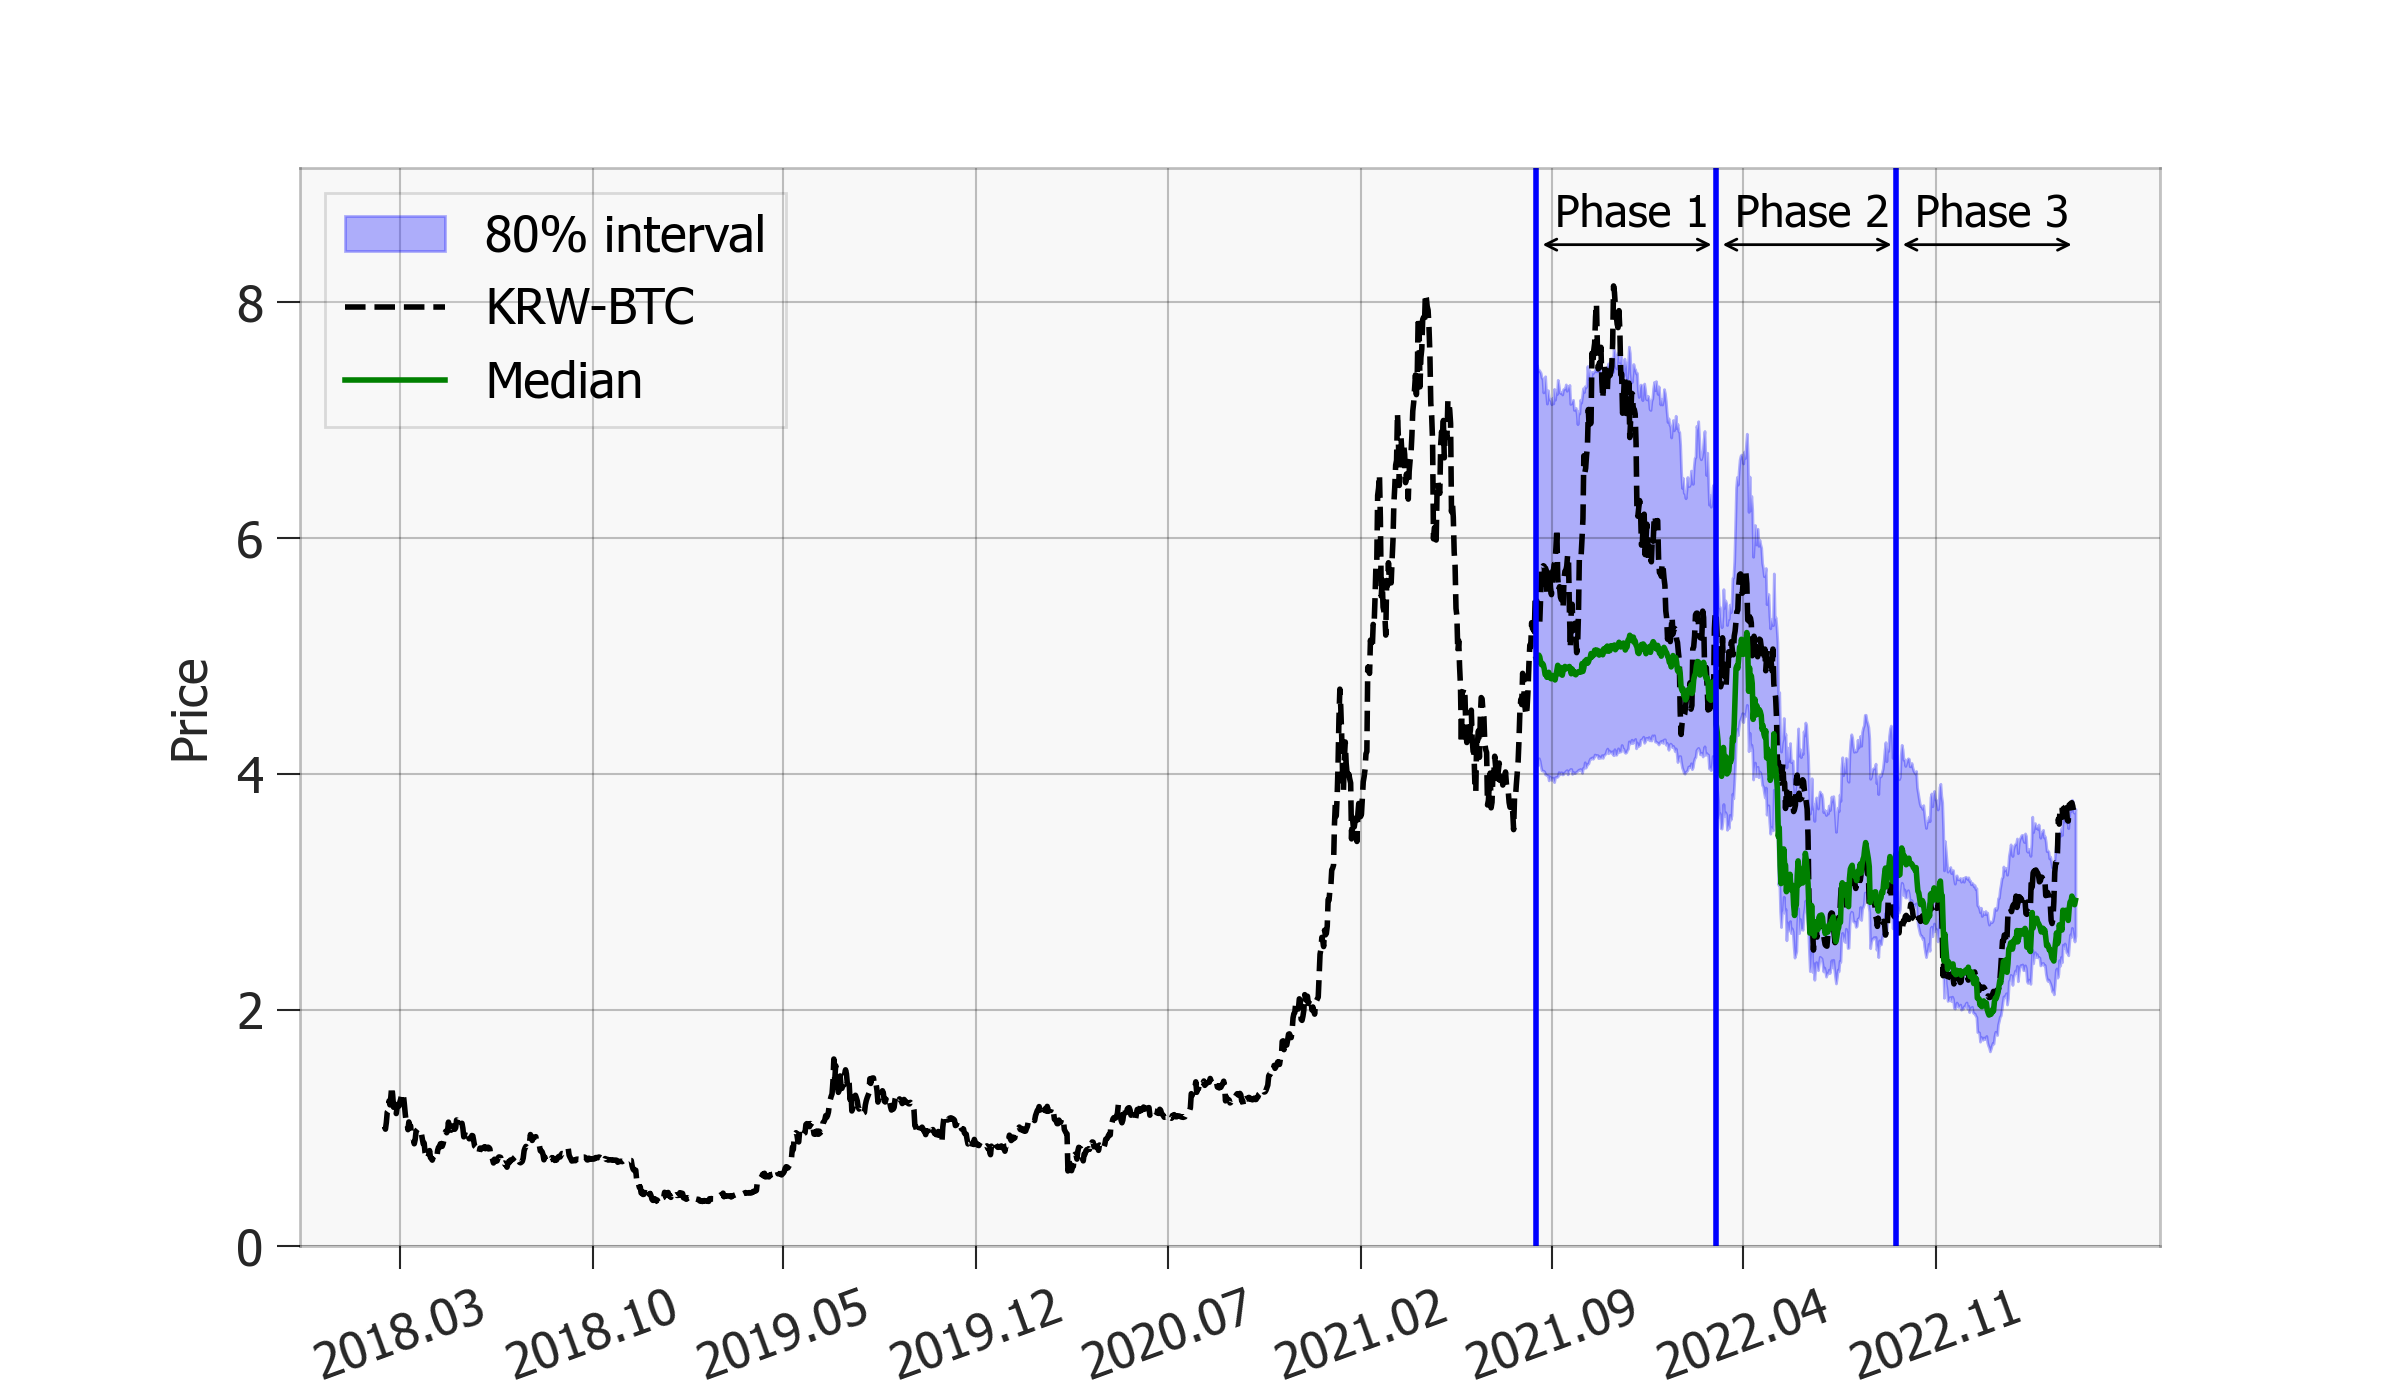 Phase 1
Phase 2
Phase 3
80% interval
KRW-BTC
Median
Price
8
6
4
2
0
2018.03
2018.10
2019.05
2019.12
2020.07
2021.02
2021.09
2022.04
2022.11